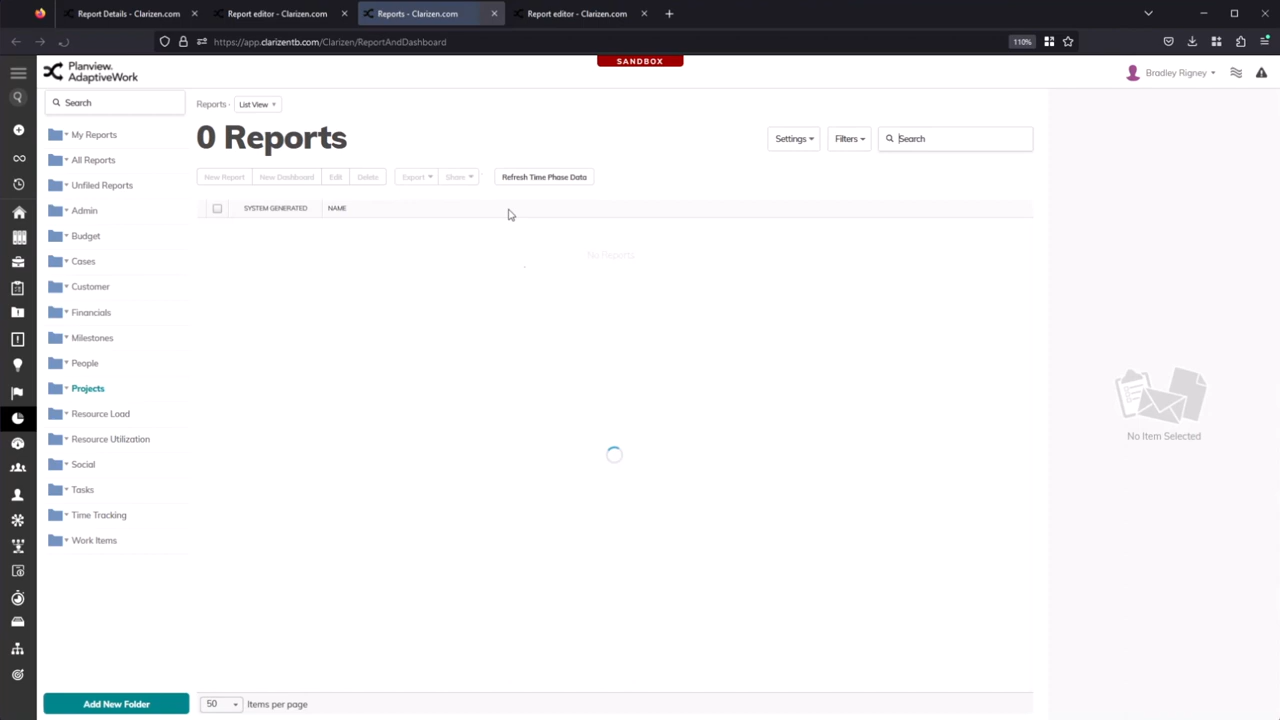 Report Details - Clarizen.com
Report editor - Clarizen.com
Reports - Clarizen.com
Report editor - Clarizen.com
https://app.clarizentb.com/Clarizen/ReportAndDashboard
110%
SANDBOX
Planview.
AdaptiveWork
Bradley Rigney
Search
Reports
List View
0 Reports
Settings
Filters
Search
New Report
New Dashboard
Edit
Delete
Export
Share
Refresh Time Phase Data
SYSTEM GENERATED
NAME
No Reports
My Reports
All Reports
Unfiled Reports
Admin
Budget
Cases
Customer
Financials
Milestones
People
Projects
Resource Load
Resource Utilization
Social
Tasks
Time Tracking
Work Items
No Item Selected
Add New Folder
50
Items per page